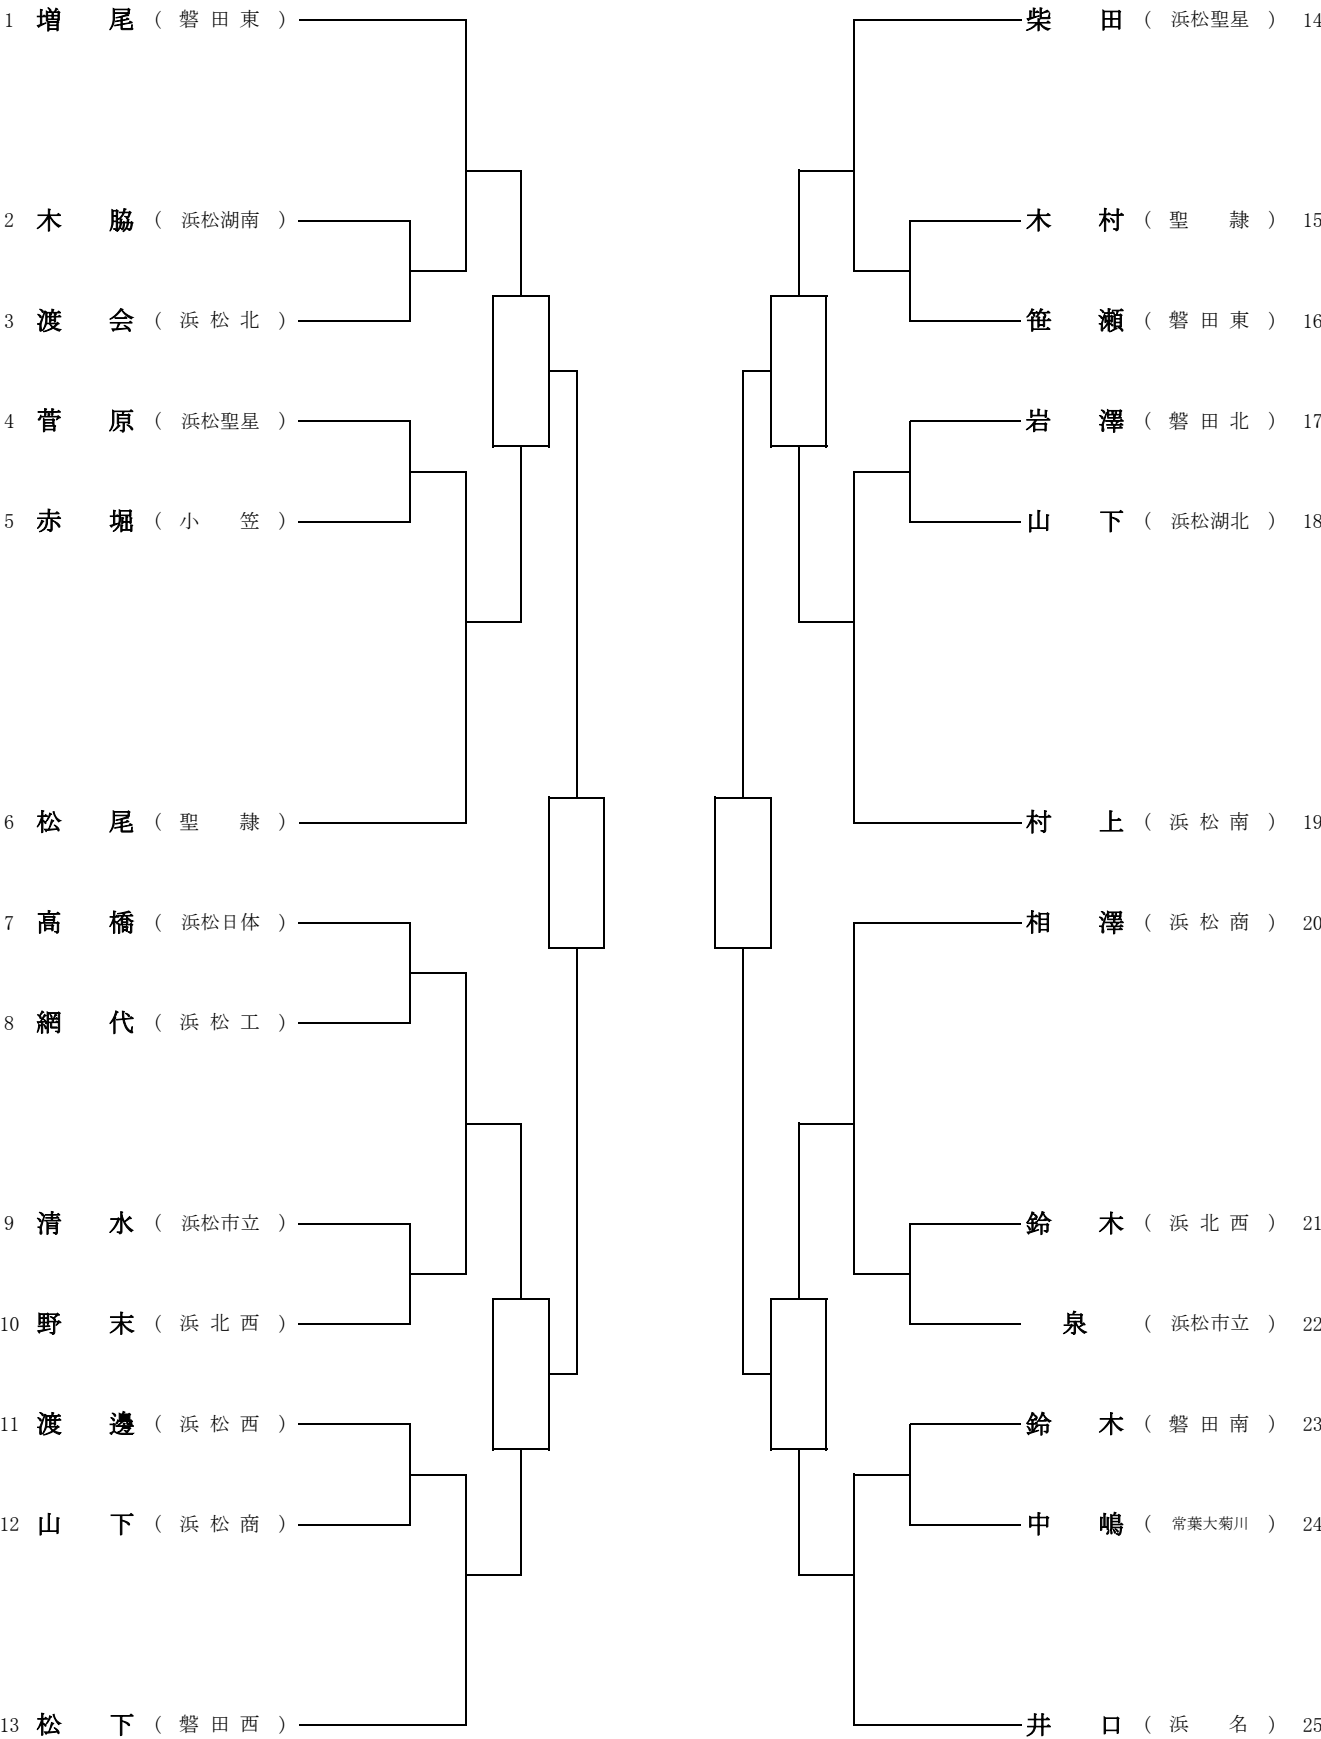 1 増 尾 ( 磐 田 東 )
2 木 脇 ( 浜松湖南 )
3 渡 会 ( 浜 松 北 )
4 菅 原 ( 浜松聖星 )
5 赤 堀 ( 小 笠 )
6 松 尾 ( 聖 隷 )
7 高 橋 ( 浜松日体 )
8 網 代 ( 浜 松 工 )
9 清 水 ( 浜松市立 )
10 野 末 ( 浜 北 西 )
11 渡 邊 ( 浜 松 西 )
12 山 下 ( 浜 松 商 )
13 松 下 ( 磐 田 西 )
柴 田 ( 浜松聖星 ) 14
木 村 ( 聖 隷 ) 15
笹 瀬 ( 磐 田 東 ) 16
岩 澤 ( 磐 田 北 ) 17
山 下 ( 浜松湖北 ) 18
村 上 ( 浜 松 南 ) 19
相 澤 ( 浜 松 商 ) 20
鈴 木 ( 浜 北 西 ) 21
泉 ( 浜松市立 ) 22
鈴 木 ( 磐 田 南 ) 23
中 嶋 ( 常葉大菊川 ) 24
井 口 ( 浜 名 ) 25